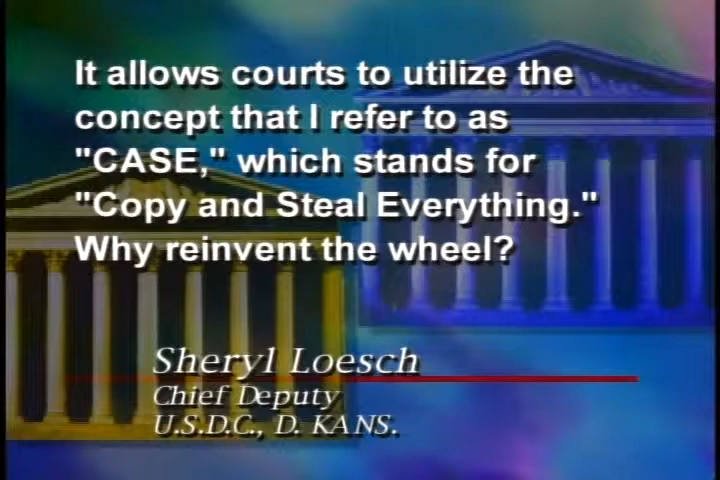 It allows courts to utilize the
concept that I refer to as
"CASE," which stands for
"Copy and Steal Everything."
Why reinvent the wheel?
Sheryl Loesch
Chief Deputy
U.S.D.C., D. KANS.